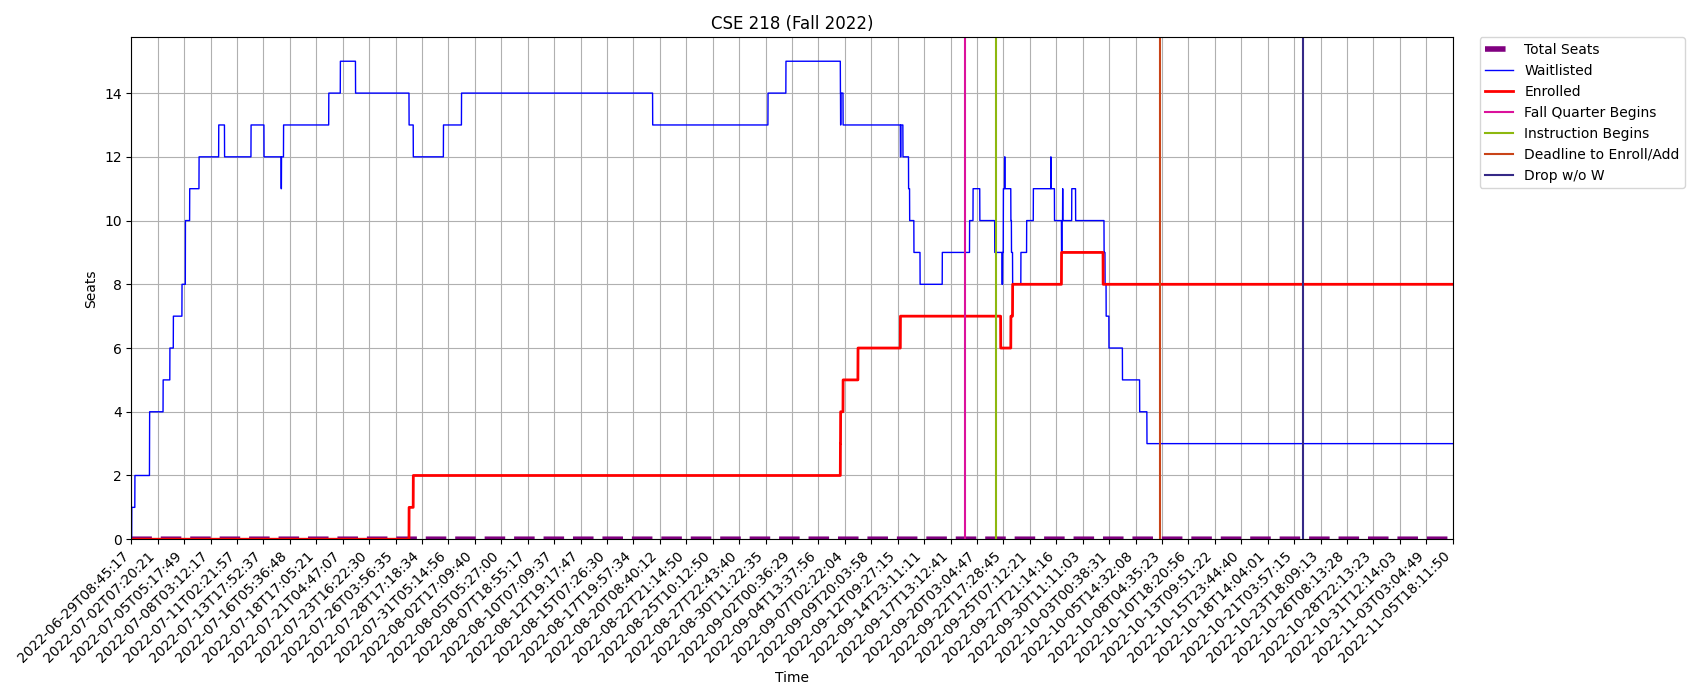 CSE 218 (Fall 2022)
Total Seats
Waitlisted
Enrolled
Fall Quarter Begins
Instruction Begins
Deadline to Enroll/Add
Drop w/o W
Seats
14
12
10
8
6
4
2
0
2022-06-29T08:45:17
2022-07-02T07:20:21
2022-07-05T05:17:49
2022-07-08T03:12:17
2022-07-11T02:21:57
2022-07-13T17:52:37
2022-07-16T05:36:48
2022-07-18T17:05:21
2022-07-21T04:47:07
2022-07-23T16:22:30
2022-07-26T03:56:35
2022-07-28T17:18:34
2022-07-31T05:14:56
2022-08-02T17:09:40
2022-08-05T05:27:00
2022-08-07T18:55:17
2022-08-10T07:09:37
2022-08-12T19:17:47
2022-08-15T07:26:30
2022-08-17T19:57:34
2022-08-20T08:40:12
2022-08-22T21:14:50
2022-08-25T10:12:50
2022-08-27T22:43:40
2022-08-30T11:22:35
2022-09-02T00:36:29
2022-09-04T13:37:56
2022-09-07T02:22:04
2022-09-09T20:03:58
2022-09-12T09:27:15
2022-09-14T23:11:11
2022-09-17T13:12:41
2022-09-20T03:04:47
2022-09-22T17:28:45
2022-09-25T07:12:21
2022-09-27T21:14:16
2022-09-30T11:11:03
2022-10-03T00:38:31
2022-10-05T14:32:08
2022-10-08T04:35:23
2022-10-10T18:20:56
2022-10-13T09:51:22
2022-10-15T23:44:40
2022-10-18T14:04:01
2022-10-21T03:57:15
2022-10-23T18:09:13
2022-10-26T08:13:28
2022-10-28T22:13:23
2022-10-31T12:14:03
2022-11-03T03:04:49
2022-11-05T18:11:50
Time